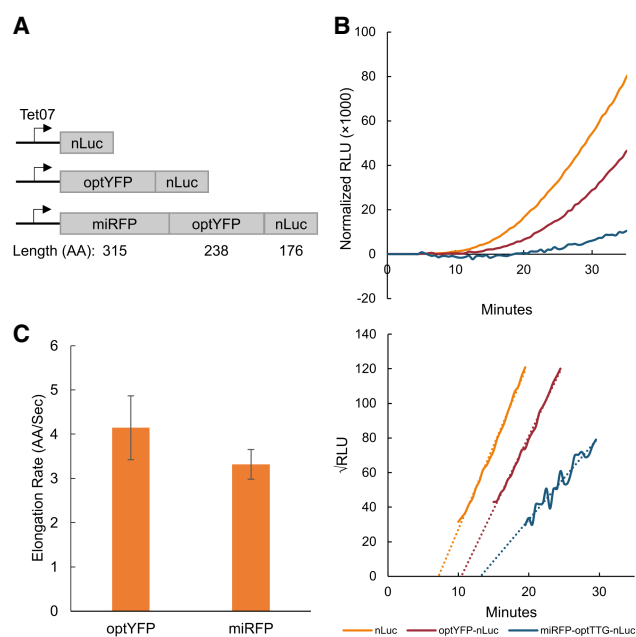 A
Tet07
nLuc
optYFP nLuc
miRFP optYFP nLuc
Length (AA): 315 238 176
B
Normalized RLU (×1000)
100
80
60
40
20
0
-20
0 10 20 30
Minutes
√RLU
140
120
100
80
60
40
20
0
0 10 20 30
Minutes
nLuc optYFP-nLuc miRFP-optTTG-nLuc
C
Elongation Rate (AA/Sec)
6
5
4
3
2
1
0
optYFP miRFP